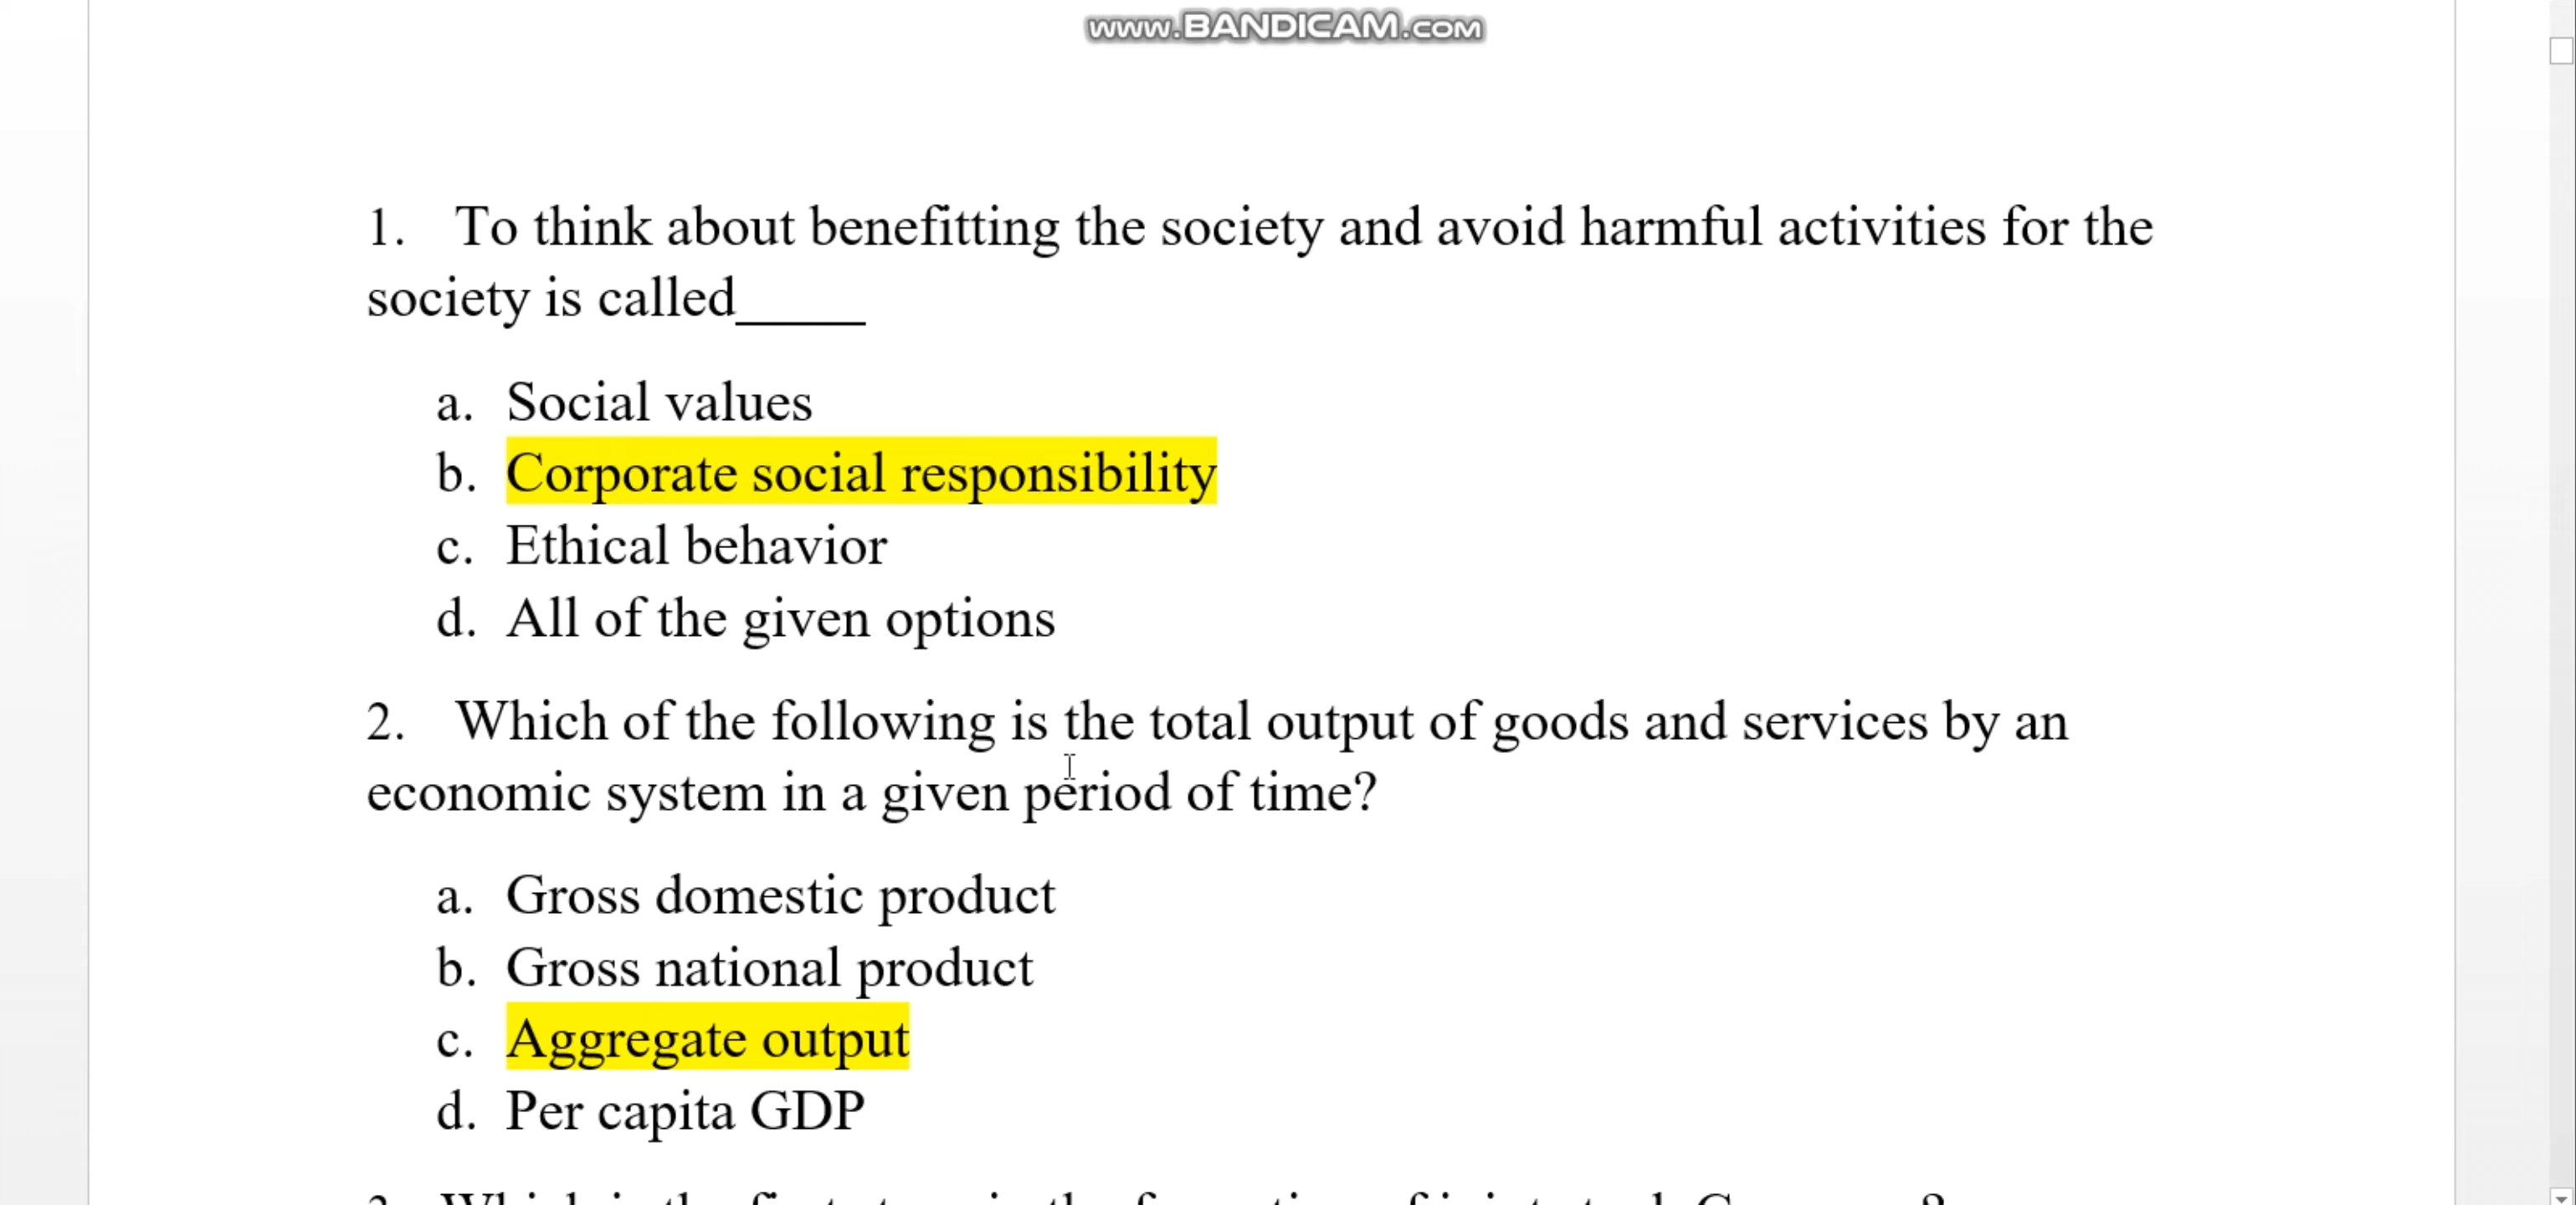 www.BANDICAM.com
1. To think about benefitting the society and avoid harmful activities for the
society is called_____
a. Social values
b. Corporate social responsibility
c. Ethical behavior
d. All of the given options
2. Which of the following is the total output of goods and services by an
economic system in a given period of time?
a. Gross domestic product
b. Gross national product
c. Aggregate output
d. Per capita GDP